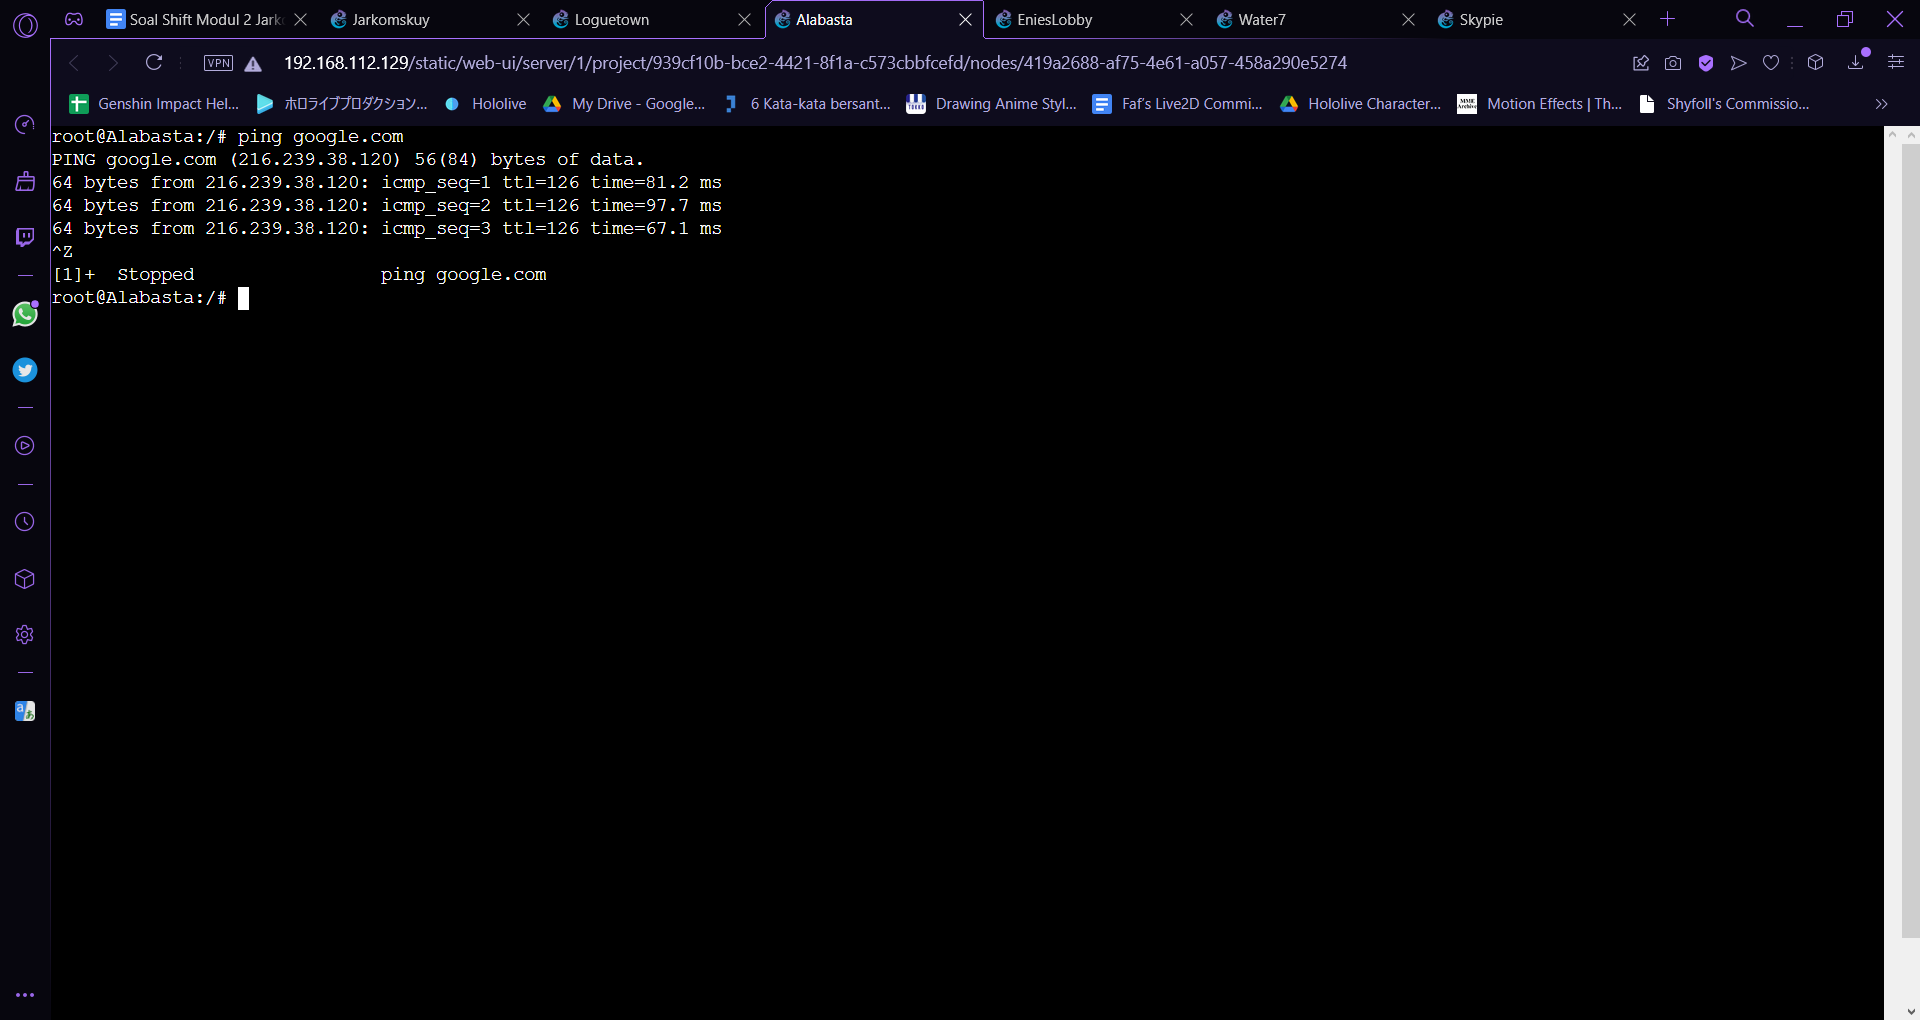 Soal Shift Modul 2 Jark
Jarkomskuy
Loguetown
Alabasta
EniesLobby
Water7
Skypie
VPN
192.168.112.129/static/web-ui/server/1/project/939cf10b-bce2-4421-8f1a-c573cbbfcefd/nodes/419a2688-af75-4e61-a057-458a290e5274
Genshin Impact Hel...
ホロライブプロダクション...
Hololive
My Drive - Google...
6 Kata-kata bersant...
Drawing Anime Styl...
Faf's Live2D Commi...
Hololive Character...
Motion Effects | Th...
Shyfoll's Commissio...
root@Alabasta:/# ping google.com
PING google.com (216.239.38.120) 56(84) bytes of data.
64 bytes from 216.239.38.120: icmp_seq=1 ttl=126 time=81.2 ms
64 bytes from 216.239.38.120: icmp_seq=2 ttl=126 time=97.7 ms
64 bytes from 216.239.38.120: icmp_seq=3 ttl=126 time=67.1 ms
^Z
[1]+  Stopped                 ping google.com
root@Alabasta:/#